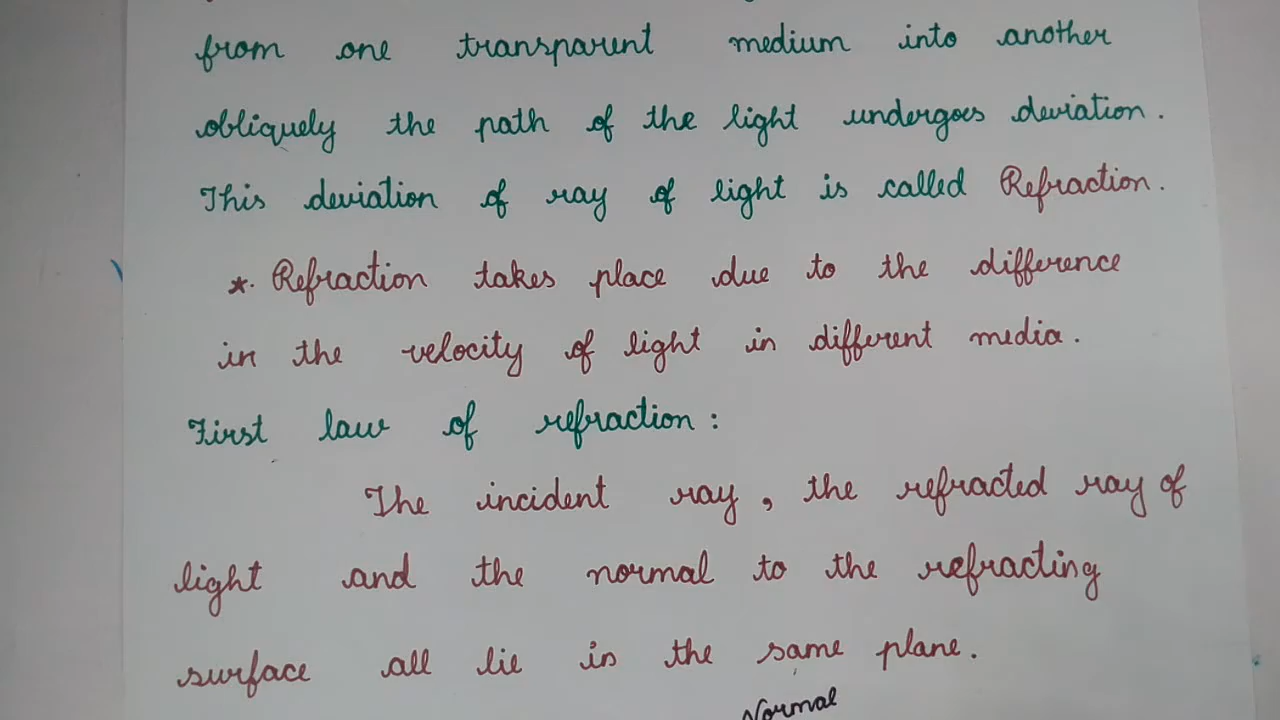 from one transparent medium into another
obliquely the path of the light undergoes deviation.
This deviation of ray of light is called Refraction.
*. Refraction takes place due to the difference
in the velocity of light in different media.
First law of refraction:
The incident ray, the refracted ray of
light and the normal to the refracting
surface all lie in the same plane.
Normal